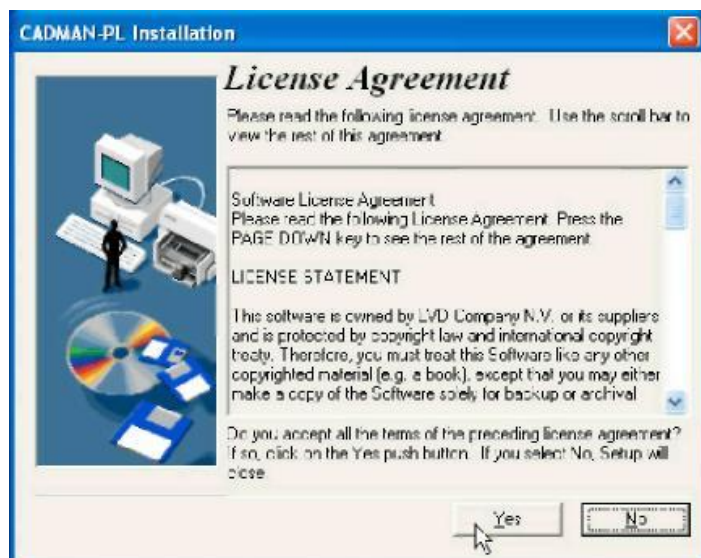 CADMAN-PL Installation
License Agreement
Please read the following license agreement. Use the scroll bar to
view the rest of this agreement.
Software License Agreement
Please read the following License Agreement. Press the
PAGE DOWN key to see the rest of the agreement.
LICENSE STATEMENT
This software is owned by LVD Company N.V. or its suppliers
and is protected by copyright law and international copyright
treaty. Therefore, you must treat this Software like any other
copyrighted material (e.g. a book), except that you may either
make a copy of the Software solely for backup or archival
Do you accept all the terms of the preceding license agreement?
If so, click on the Yes push button. If you select No, Setup will
close.
Yes
No